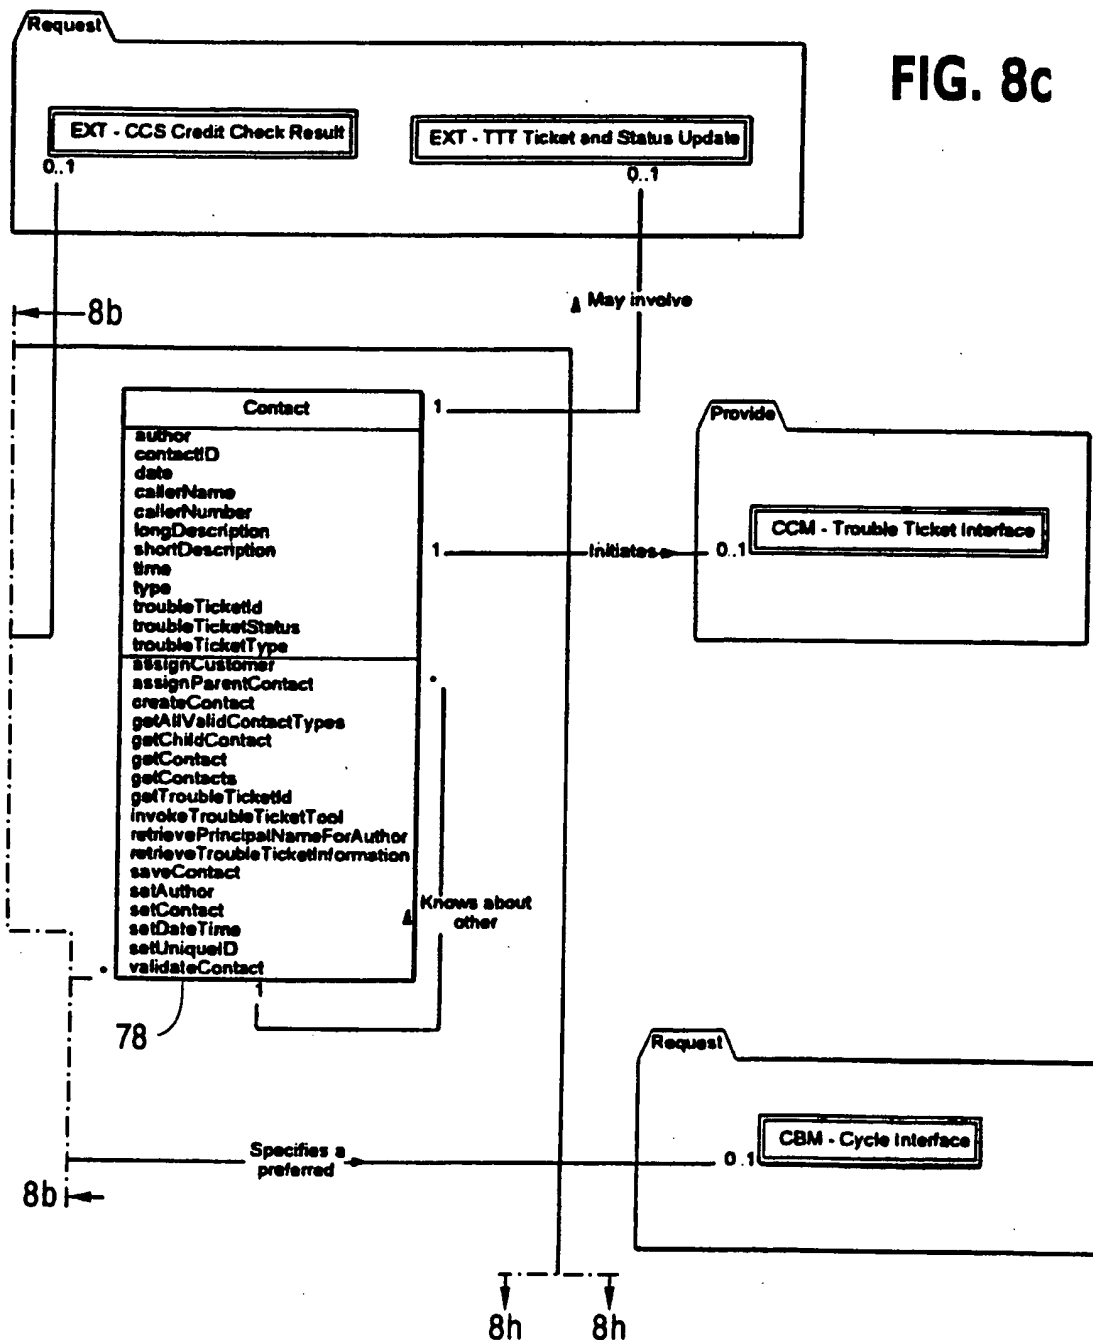 Request
FIG. 8c
EXT - CCS Credit Check Result
EXT - TTT Ticket and Status Update
0..1
0..1
May involve
8b
Contact
1
author
contactID
date
callerName
callerNumber
longDescription
shortDescription
time
type
troubleTicketId
troubleTicketStatus
troubleTicketType
Provide
CCM - Trouble Ticket Interface
1
Initiates
0..1
assignCustomer
assignParentContact
createContact
getAllValidContactTypes
getChildContact
getContact
getContacts
getTroubleTicketId
invokeTroubleTicketTool
retrievePrincipalNameForAuthor
retrieveTroubleTicketInformation
saveContact
setAuthor
setContact
setDateTime
setUniqueID
validateContact
*
Knows about
other
*
78
Request
CBM - Cycle Interface
Specifies a
preferred
0..1
8b
8h
8h